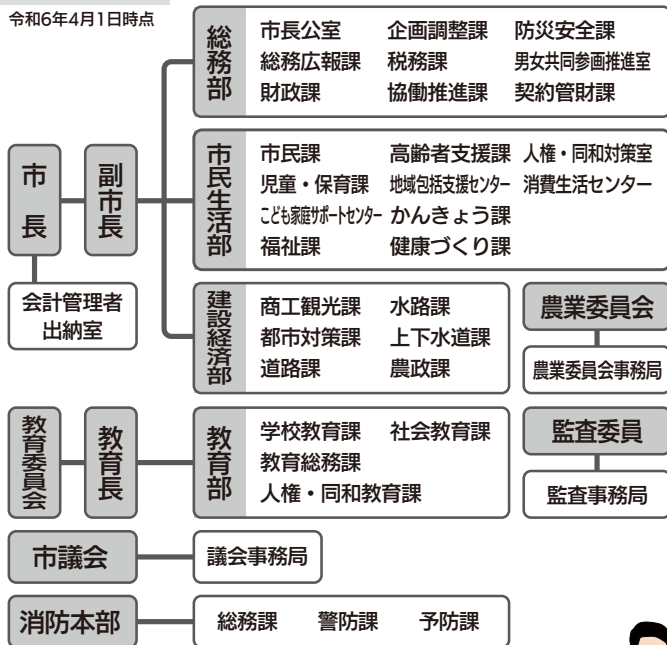 令和6年4月1日時点
総務部
市長公室 企画調整課 防災安全課
総務広報課 税務課 男女共同参画推進室
財政課 協働推進課 契約管財課
市長
副市長
市民生活部
市民課 高齢者支援課 人権・同和対策室
児童・保育課 地域包括支援センター 消費生活センター
こども家庭サポートセンター かんきょう課
福祉課 健康づくり課
会計管理者
出納室
建設経済部
商工観光課 水路課
都市対策課 上下水道課
道路課 農政課
農業委員会
農業委員会事務局
教育委員会
教育長
教育部
学校教育課 社会教育課
教育総務課
人権・同和教育課
監査委員
監査事務局
市議会
議会事務局
消防本部
総務課 警防課 予防課